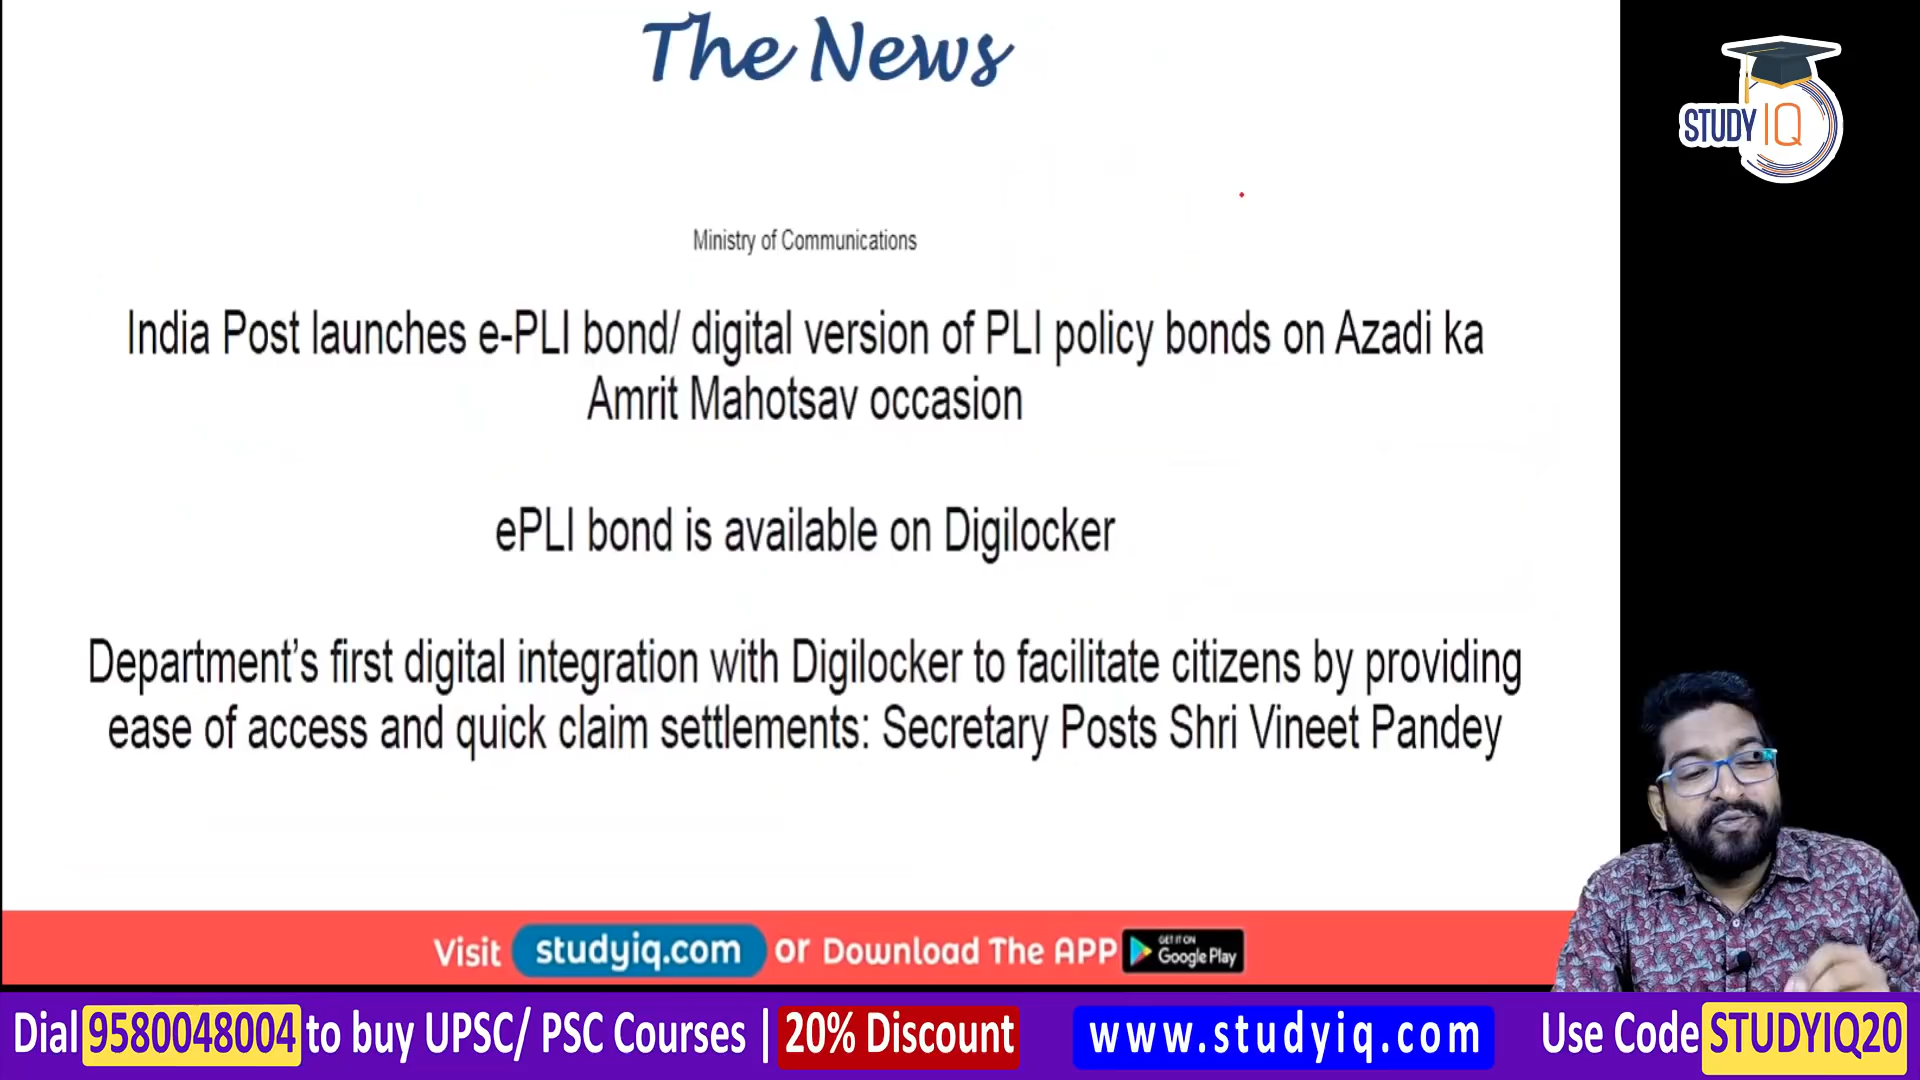 The News
STUDY IQ
Ministry of Communications
India Post launches e-PLI bond/ digital version of PLI policy bonds on Azadi ka
Amrit Mahotsav occasion
ePLI bond is available on Digilocker
Department's first digital integration with Digilocker to facilitate citizens by providing
ease of access and quick claim settlements: Secretary Posts Shri Vineet Pandey
Visit studyiq.com or Download The APP GET IT ON Google Play
Dial 9580048004 to buy UPSC/ PSC Courses | 20% Discount www.studyiq.com Use Code STUDYIQ20